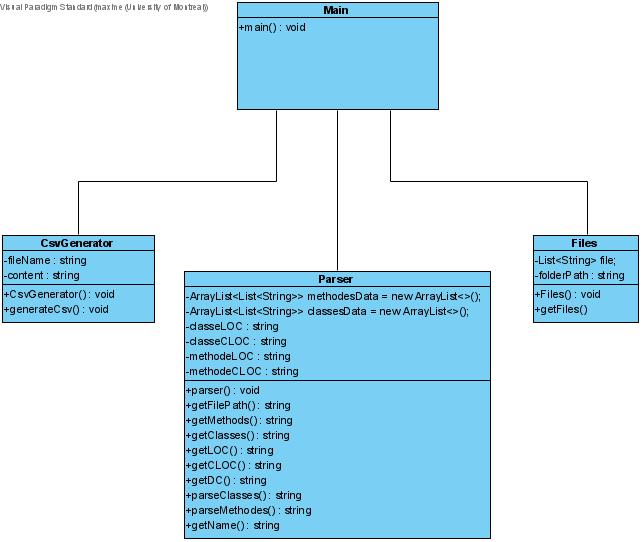 Visual Paradigm Standard(maxime (University of Montreal))
Main
+main() : void
CsvGenerator
-fileName : string
-content : string
+CsvGenerator() : void
+generateCsv() : void
Parser
-ArrayList<List<String>> methodesData = new ArrayList<>();
-ArrayList<List<String>> classesData = new ArrayList<>();
-classeLOC : string
-classeCLOC : string
-methodeLOC : string
-methodeCLOC : string
+parser() : void
+getFilePath() : string
+getMethods() : string
+getClasses() : string
+getLOC() : string
+getCLOC() : string
+getDC() : string
+parseClasses() : string
+parseMethodes() : string
+getName() : string
Files
-List<String> file;
-folderPath : string
+Files() : void
+getFiles()